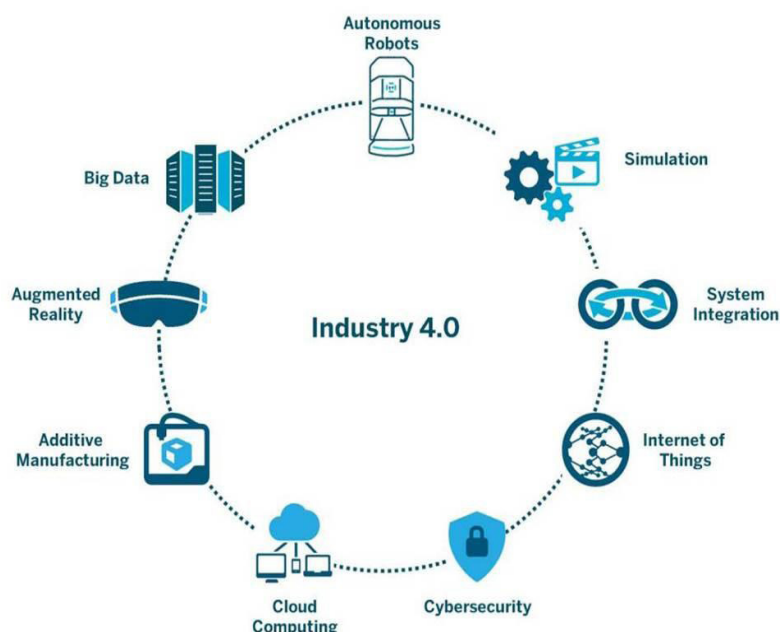 Autonomous
Robots
Simulation
Big Data
System
Integration
Augmented
Reality
Industry 4.0
Internet of
Things
Additive
Manufacturing
Cybersecurity
Cloud
Computing